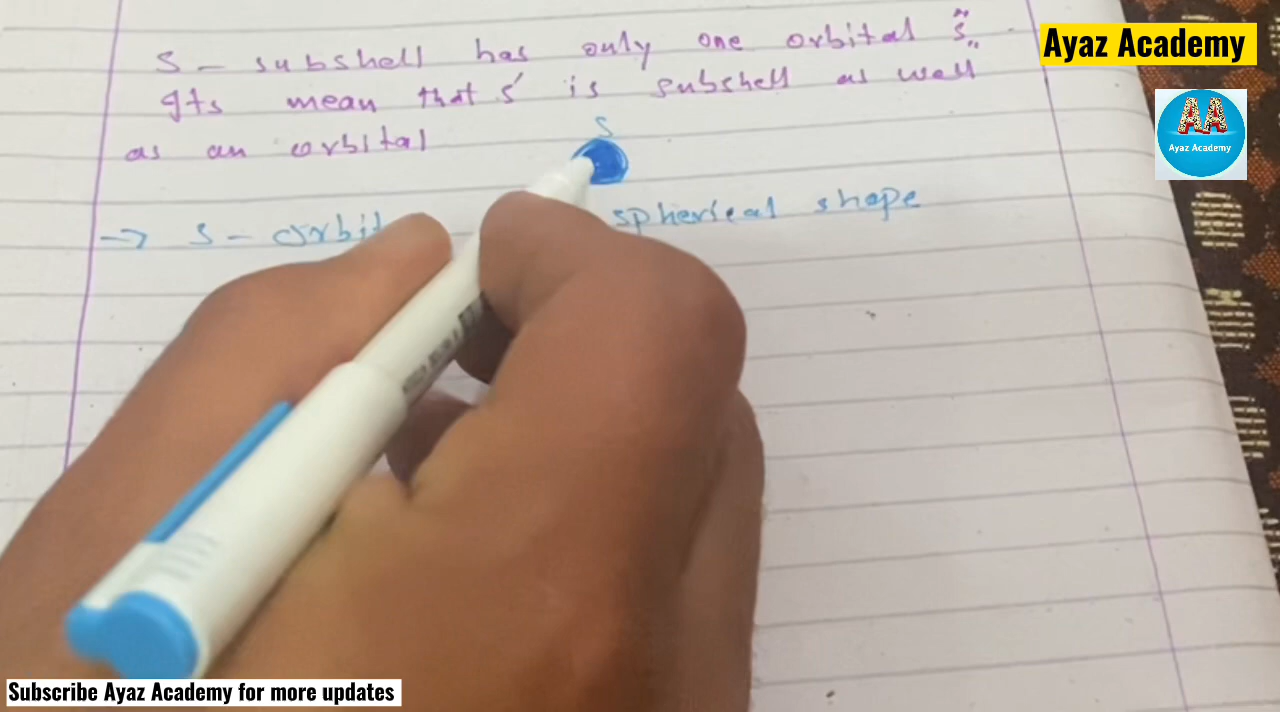 s - subshell has only one orbital "s"
Its mean that s' is subshell as well
as an orbital
S
→ s - orbit spherical shape
Ayaz Academy
AA
Ayaz Academy
Subscribe Ayaz Academy for more updates